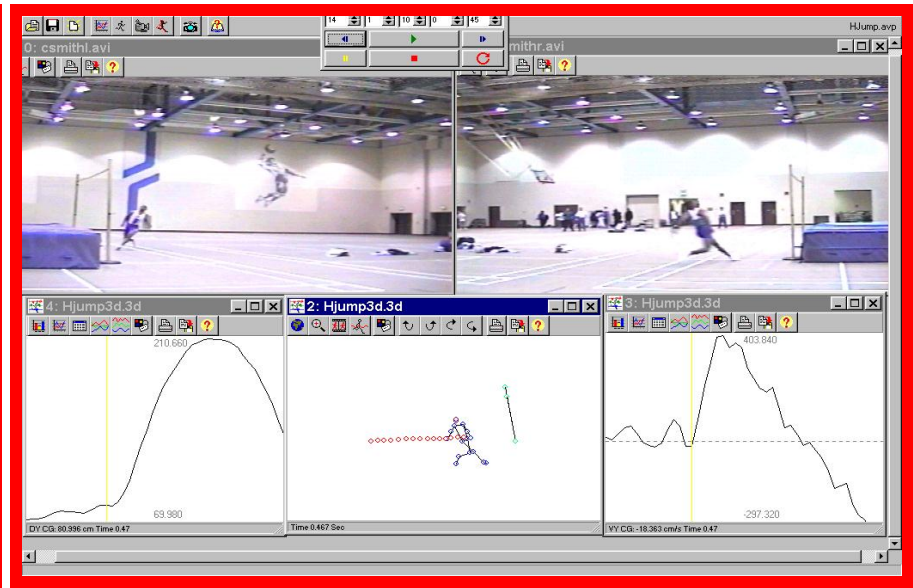 14 1 10 0 45
HJump.avp
0: csmithl.avi
mithr.avi
4: Hjump3d.3d
2: Hjump3d.3d
3: Hjump3d.3d
210.660
403.840
69.980
-297.320
DY CG: 80.996 cm Time 0.47
Time 0.467 Sec
VY CG: -18.363 cm/s Time 0.47